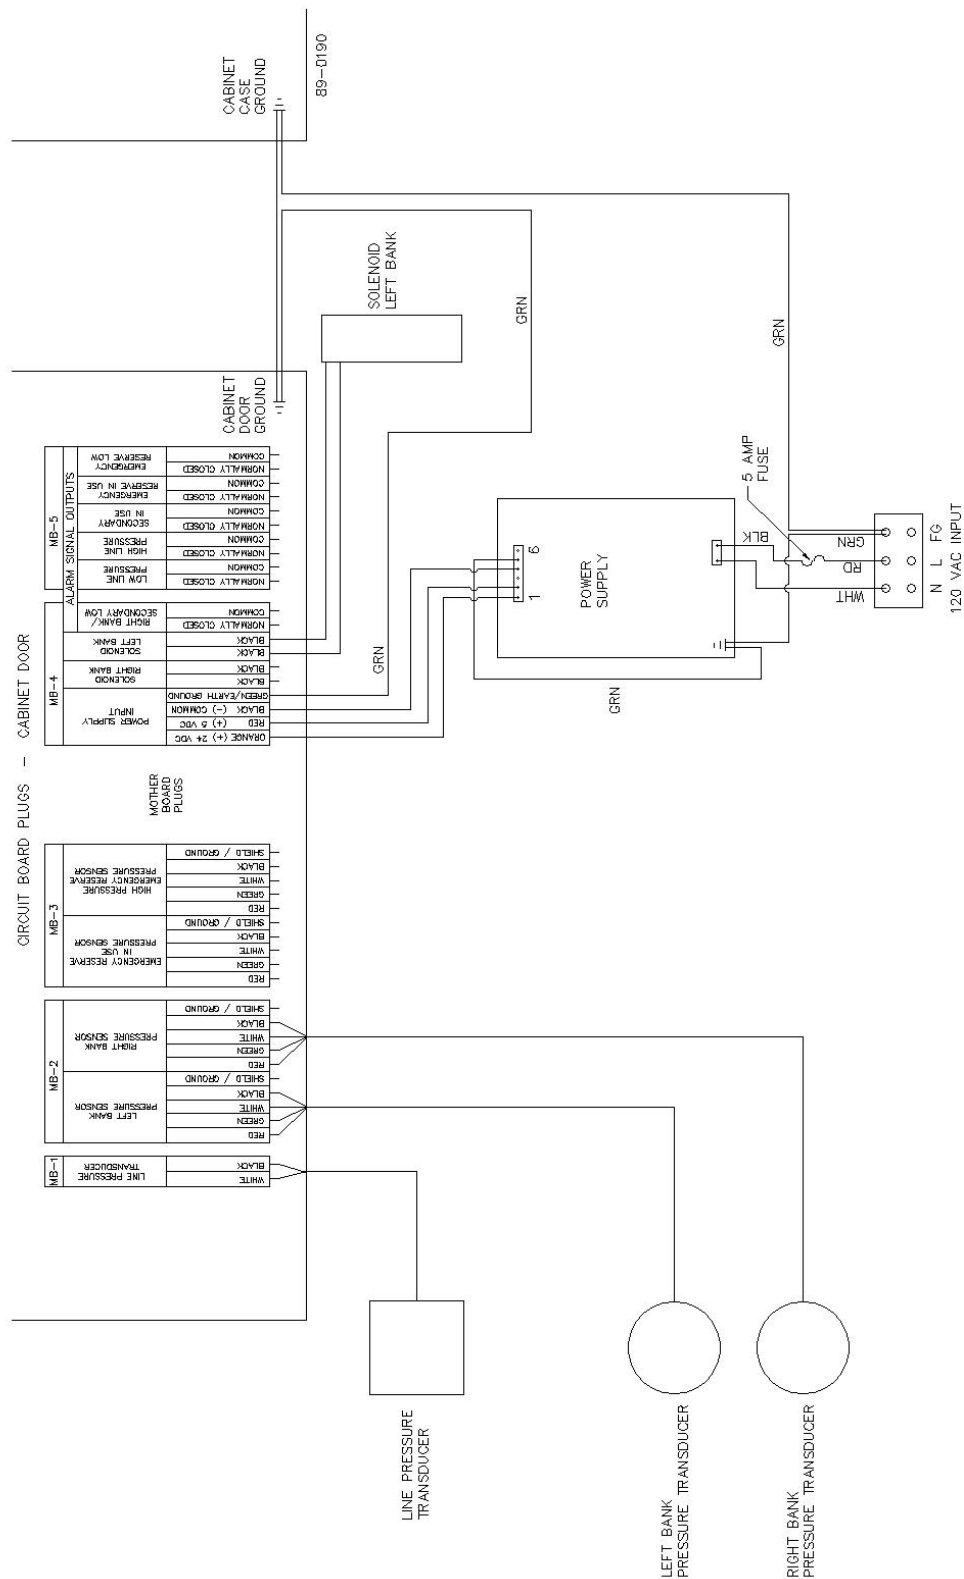 CIRCUIT BOARD PLUGS - CABINET DOOR
MB-1
LINE PRESSURE
TRANSDUCER
WHITE
BLACK
MB-2
LEFT BANK
PRESSURE SENSOR
RED
GREEN
WHITE
BLACK
SHIELD / GROUND
RIGHT BANK
PRESSURE SENSOR
RED
GREEN
WHITE
BLACK
SHIELD / GROUND
MB-3
EMERGENCY RESERVE
IN USE
PRESSURE SENSOR
RED
GREEN
WHITE
BLACK
SHIELD / GROUND
HIGH PRESSURE
EMERGENCY RESERVE
PRESSURE SENSOR
RED
GREEN
WHITE
BLACK
SHIELD / GROUND
MOTHER
BOARD
PLUGS
MB-4
POWER SUPPLY
INPUT
ORANGE (+) 24 VDC
RED (+) 5 VDC
BLACK (-) COMMON
GREEN/EARTH GROUND
SOLENOID
RIGHT BANK
BLACK
BLACK
SOLENOID
LEFT BANK
BLACK
BLACK
ALARM SIGNAL OUTPUTS
RIGHT BANK/
SECONDARY LOW
NORMALLY CLOSED
COMMON
MB-5
LOW LINE
PRESSURE
NORMALLY CLOSED
COMMON
HIGH LINE
PRESSURE
NORMALLY CLOSED
COMMON
SECONDARY
IN USE
NORMALLY CLOSED
COMMON
EMERGENCY
RESERVE IN USE
NORMALLY CLOSED
COMMON
EMERGENCY
RESERVE LOW
NORMALLY CLOSED
COMMON
CABINET
DOOR
GROUND
CABINET
CASE
GROUND
89-0190
SOLENOID
LEFT BANK
GRN
GRN
GRN
GRN
1
6
POWER
SUPPLY
5 AMP
FUSE
WHT
BLK
RD
GRN
N L FG
120 VAC INPUT
LINE PRESSURE
TRANSDUCER
LEFT BANK
PRESSURE TRANSDUCER
RIGHT BANK
PRESSURE TRANSDUCER